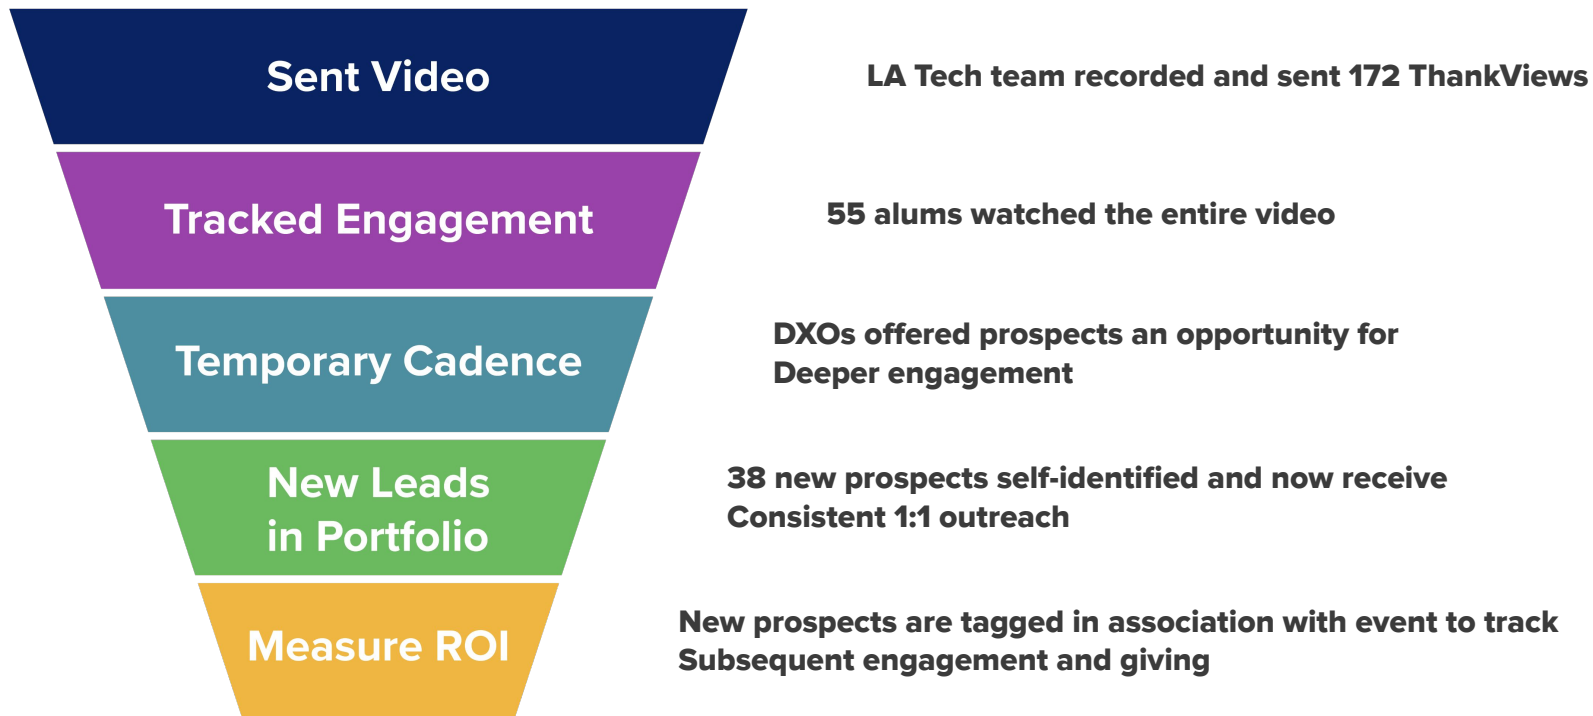 Sent Video
LA Tech team recorded and sent 172 ThankViews
Tracked Engagement
55 alums watched the entire video
Temporary Cadence
DXOs offered prospects an opportunity for
Deeper engagement
New Leads
in Portfolio
38 new prospects self-identified and now receive
Consistent 1:1 outreach
Measure ROI
New prospects are tagged in association with event to track
Subsequent engagement and giving